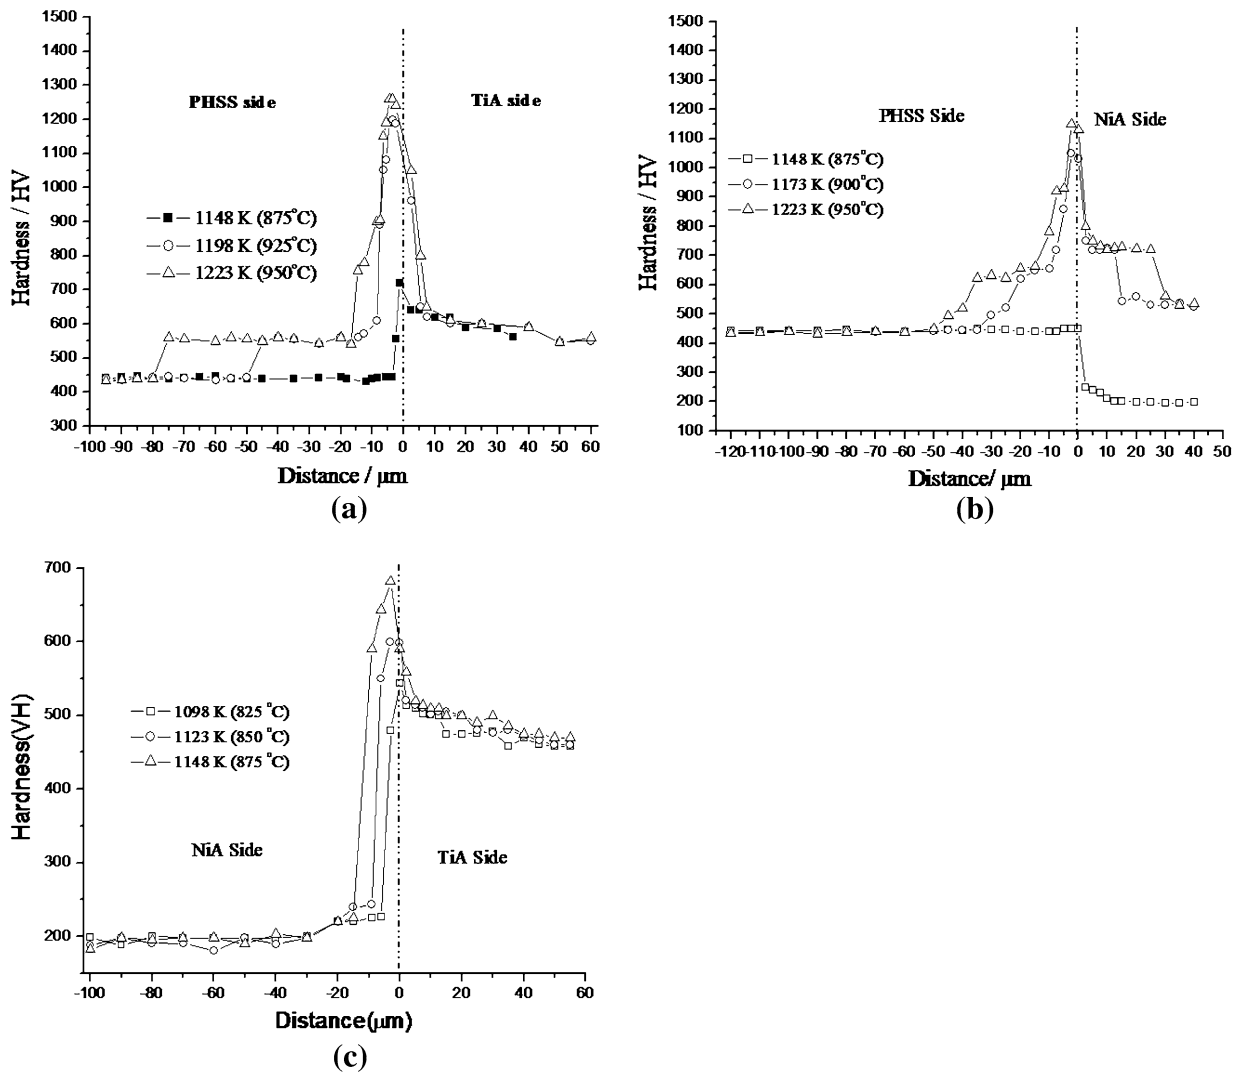 1500
1400
1300
1200
1100
1000
900
800
700
600
500
400
300
Hardness / HV
PHSS side
TiA side
1148 K (875°C)
1198 K (925°C)
1223 K (950°C)
-100 -90 -80 -70 -60 -50 -40 -30 -20 -10 0 10 20 30 40 50 60
Distance / μm
(a)
1500
1400
1300
1200
1100
1000
900
800
700
600
500
400
300
200
100
Hardness / HV
PHSS Side
NiA Side
1148 K (875°C)
1173 K (900°C)
1223 K (950°C)
-120 -110 -100 -90 -80 -70 -60 -50 -40 -30 -20 -10 0 10 20 30 40 50
Distance/ μm
(b)
700
600
500
400
300
200
Hardness(VH)
1098 K (825 °C)
1123 K (850 °C)
1148 K (875 °C)
NiA Side
TiA Side
-100 -80 -60 -40 -20 0 20 40 60
Distance(μm)
(c)